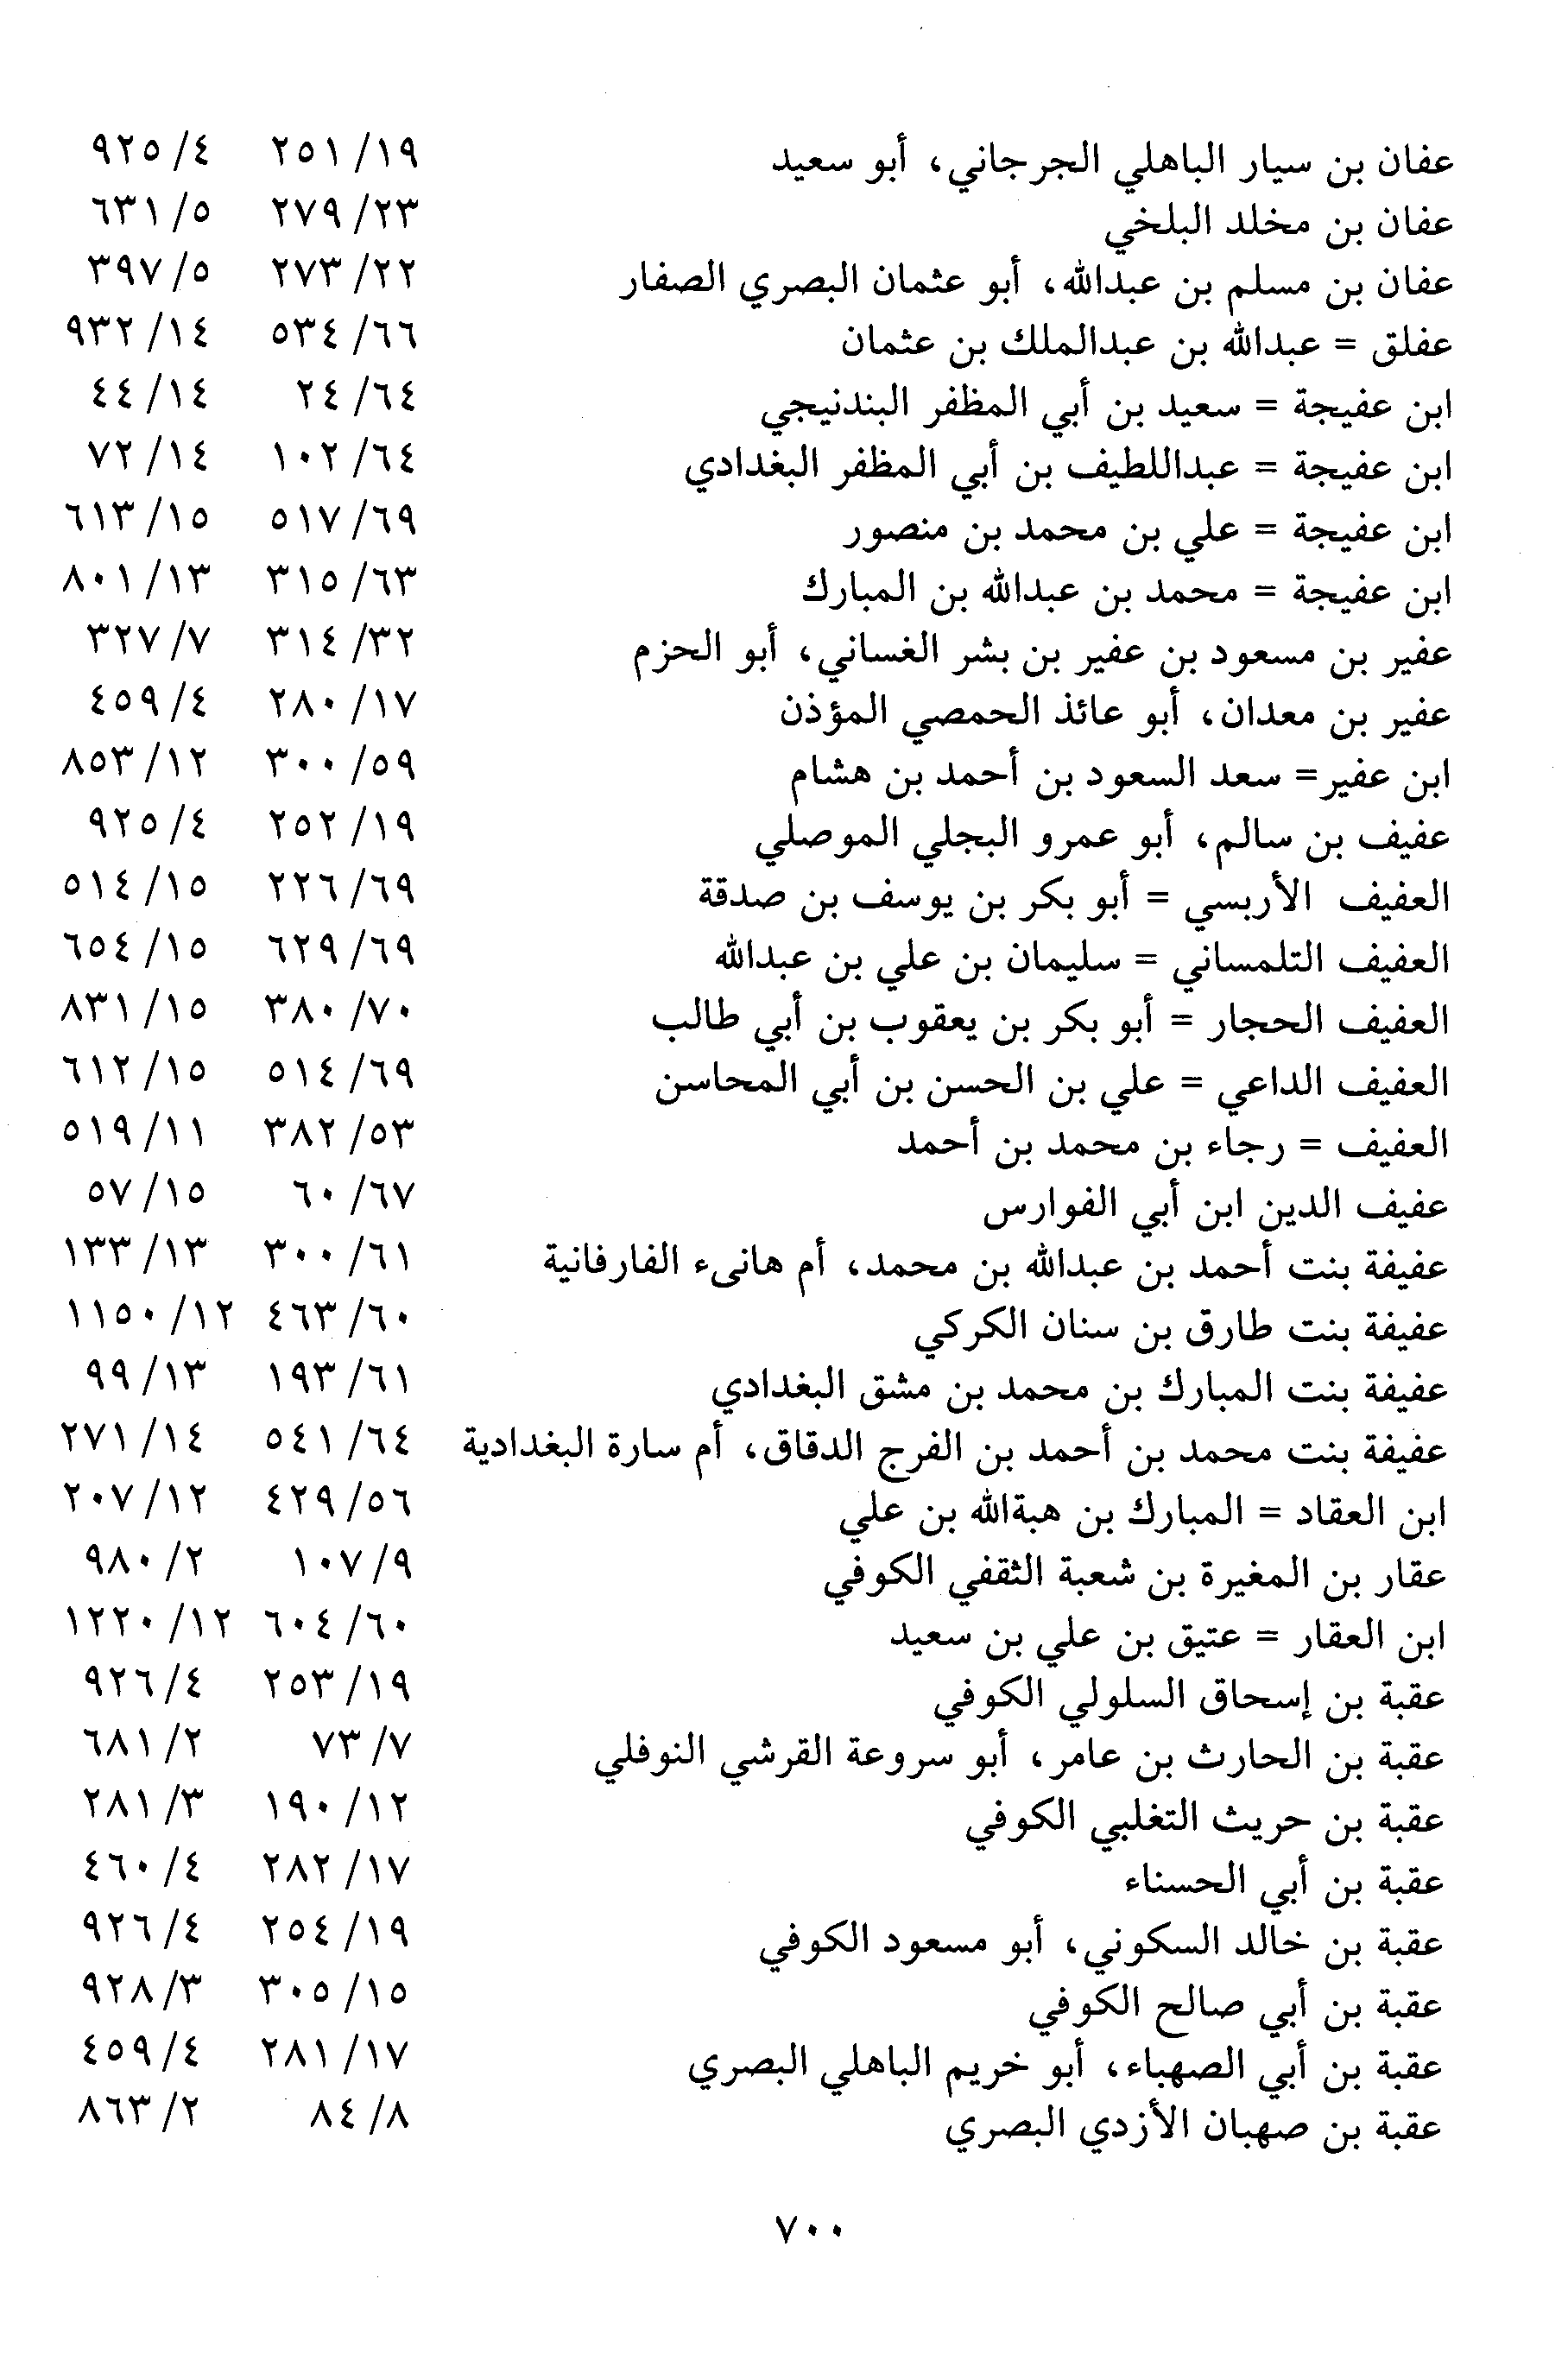 عفان بن سيار الباهلي الجرجاني، أبو سعيد ١٩/ ٢٥١ ٤/ ٩٢٥
عفان بن مخلد البلخي ٢٣/ ٢٧٩ ٥/ ٦٣١
عفان بن مسلم بن عبدالله، أبو عثمان البصري الصفار ٢٢/ ٢٧٣ ٥/ ٣٩٧
عفلق = عبدالله بن عبدالملك بن عثمان ٦٦/ ٥٣٤ ١٤/ ٩٣٢
ابن عفيجة = سعيد بن أبي المظفر البندنيجي ٦٤/ ٢٤ ١٤/ ٤٤
ابن عفيجة = عبداللطيف بن أبي المظفر البغدادي ٦٤/ ١٠٢ ١٤/ ٧٢
ابن عفيجة = علي بن محمد بن منصور ٦٩/ ٥١٧ ١٥/ ٦١٣
ابن عفيجة = محمد بن عبدالله بن المبارك ٦٣/ ٣١٥ ١٣/ ٨٠١
عفير بن مسعود بن عفير بن بشر الغساني، أبو الحزم ٣٢/ ٣١٤ ٧/ ٣٢٧
عفير بن معدان، أبو عائذ الحمصي المؤذن ١٧/ ٢٨٠ ٤/ ٤٥٩
ابن عفير= سعد السعود بن أحمد بن هشام ٥٩/ ٣٠٠ ١٢/ ٨٥٣
عفيف بن سالم، أبو عمرو البجلي الموصلي ١٩/ ٢٥٢ ٤/ ٩٢٥
العفيف الأربسي = أبو بكر بن يوسف بن صدقة ٦٩/ ٢٢٦ ١٥/ ٥١٤
العفيف التلمساني = سليمان بن علي بن عبدالله ٦٩/ ٦٢٩ ١٥/ ٦٥٤
العفيف الحجار = أبو بكر بن يعقوب بن أبي طالب ٧٠/ ٣٨٠ ١٥/ ٨٣١
العفيف الداعي = علي بن الحسن بن أبي المحاسن ٦٩/ ٥١٤ ١٥/ ٦١٢
العفيف = رجاء بن محمد بن أحمد ٥٣/ ٣٨٢ ١١/ ٥١٩
عفيف الدين ابن أبي الفوارس ٦٧/ ٦٠ ١٥/ ٥٧
عفيفة بنت أحمد بن عبدالله بن محمد، أم هانىء الفارفانية ٦١/ ٣٠٠ ١٣/ ١٣٣
عفيفة بنت طارق بن سنان الكركي ٦٠/ ٤٦٣ ١٢/ ١١٥٠
عفيفة بنت المبارك بن محمد بن مشق البغدادي ٦١/ ١٩٣ ١٣/ ٩٩
عفيفة بنت محمد بن أحمد بن الفرج الدقاق، أم سارة البغدادية ٦٤/ ٥٤١ ١٤/ ٢٧١
ابن العقاد = المبارك بن هبةالله بن علي ٥٦/ ٤٢٩ ١٢/ ٢٠٧
عقار بن المغيرة بن شعبة الثقفي الكوفي ٩/ ١٠٧ ٢/ ٩٨٠
ابن العقار = عتيق بن علي بن سعيد ٦٠/ ٦٠٤ ١٢/ ١٢٢٠
عقبة بن إسحاق السلولي الكوفي ١٩/ ٢٥٣ ٤/ ٩٢٦
عقبة بن الحارث بن عامر، أبو سروعة القرشي النوفلي ٧/ ٧٣ ٢/ ٦٨١
عقبة بن حريث التغلبي الكوفي ١٢/ ١٩٠ ٣/ ٢٨١
عقبة بن أبي الحسناء ١٧/ ٢٨٢ ٤/ ٤٦٠
عقبة بن خالد السكوني، أبو مسعود الكوفي ١٩/ ٢٥٤ ٤/ ٩٢٦
عقبة بن أبي صالح الكوفي ١٥/ ٣٠٥ ٣/ ٩٢٨
عقبة بن أبي الصهباء، أبو خريم الباهلي البصري ١٧/ ٢٨١ ٤/ ٤٥٩
عقبة بن صهبان الأزدي البصري ٨/ ٨٤ ٢/ ٨٦٣
٧٠٠